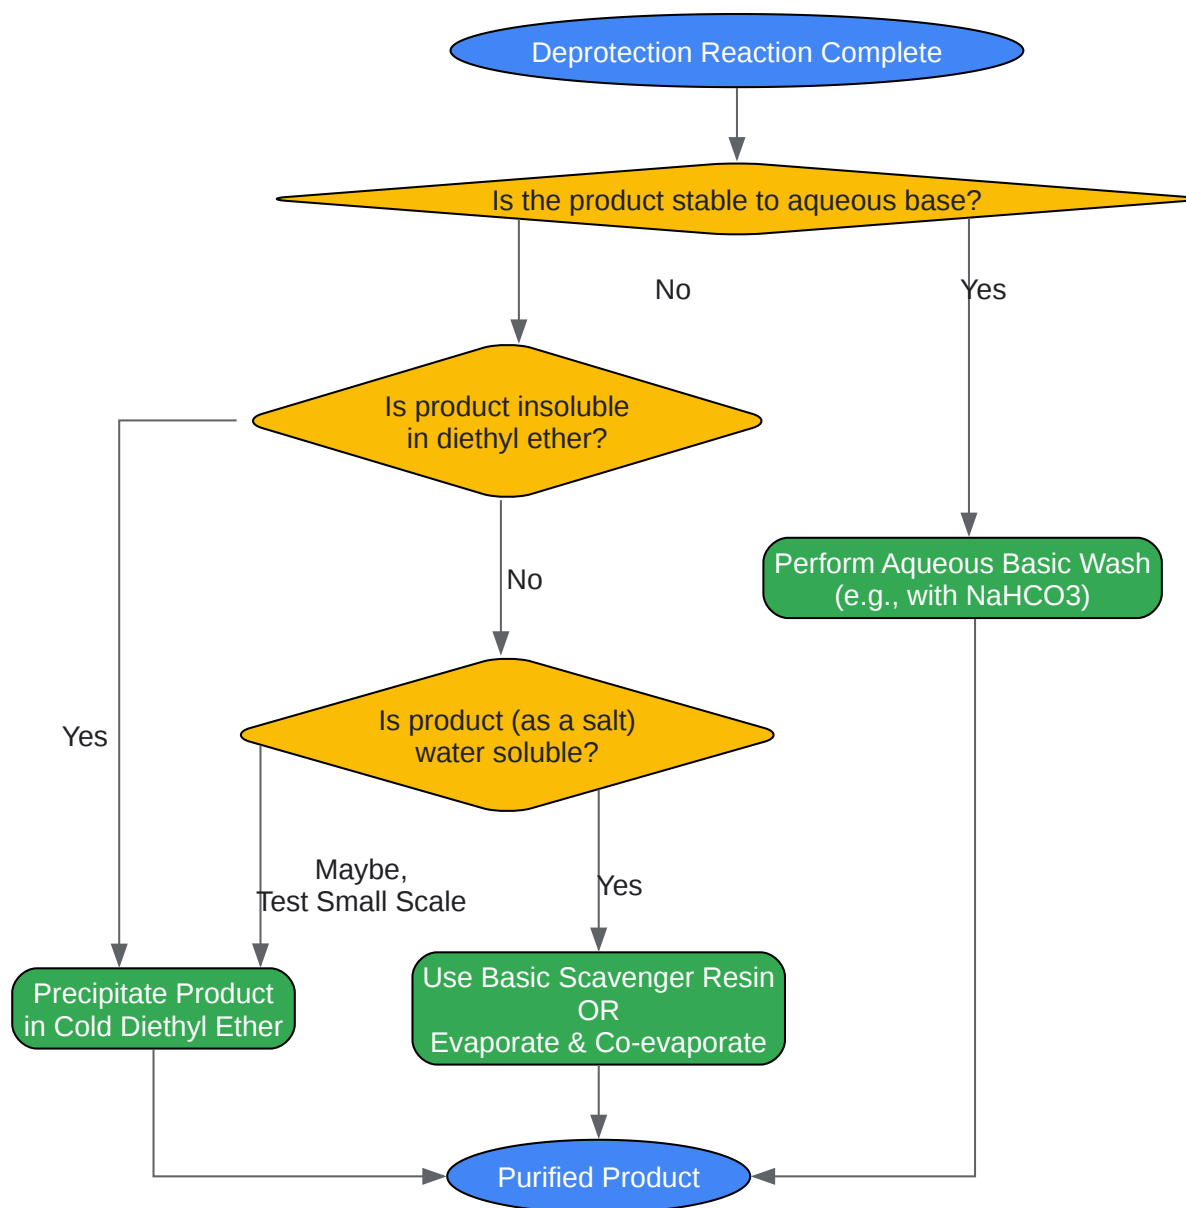 Deprotection Reaction Complete
Is the product stable to aqueous base?
No
Yes
Is product insoluble
in diethyl ether?
Perform Aqueous Basic Wash
(e.g., with NaHCO3)
No
Is product (as a salt)
water soluble?
Yes
Maybe,
Test Small Scale
Yes
Precipitate Product
in Cold Diethyl Ether
Use Basic Scavenger Resin
OR
Evaporate & Co-evaporate
Purified Product